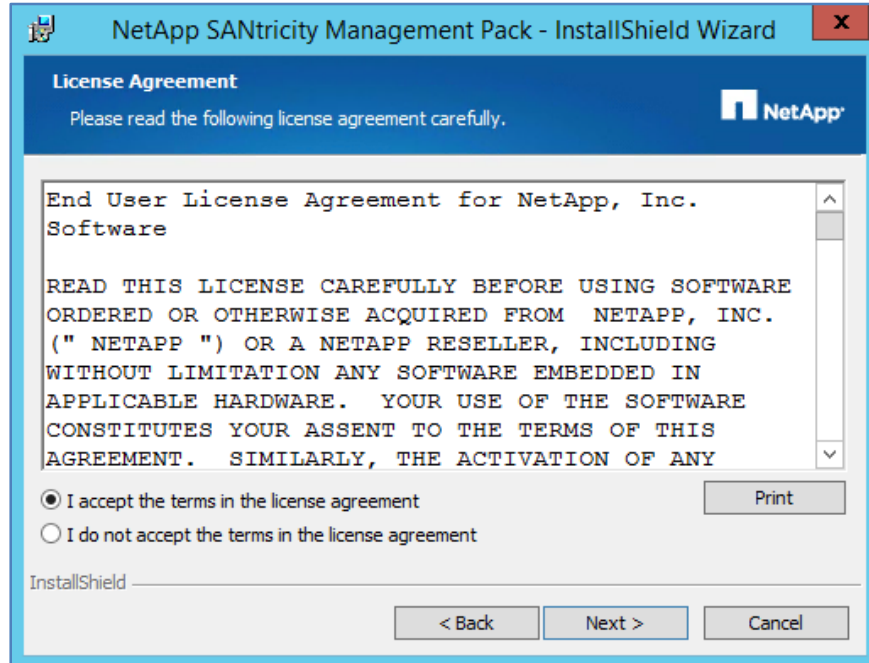 NetApp SANtricity Management Pack - InstallShield Wizard
x
License Agreement
Please read the following license agreement carefully.
NetApp
End User License Agreement for NetApp, Inc.
Software
READ THIS LICENSE CAREFULLY BEFORE USING SOFTWARE
ORDERED OR OTHERWISE ACQUIRED FROM  NETAPP, INC.
(" NETAPP ") OR A NETAPP RESELLER, INCLUDING
WITHOUT LIMITATION ANY SOFTWARE EMBEDDED IN
APPLICABLE HARDWARE.  YOUR USE OF THE SOFTWARE
CONSTITUTES YOUR ASSENT TO THE TERMS OF THIS
AGREEMENT.  SIMILARLY, THE ACTIVATION OF ANY
I accept the terms in the license agreement
Print
I do not accept the terms in the license agreement
InstallShield
< Back
Next >
Cancel